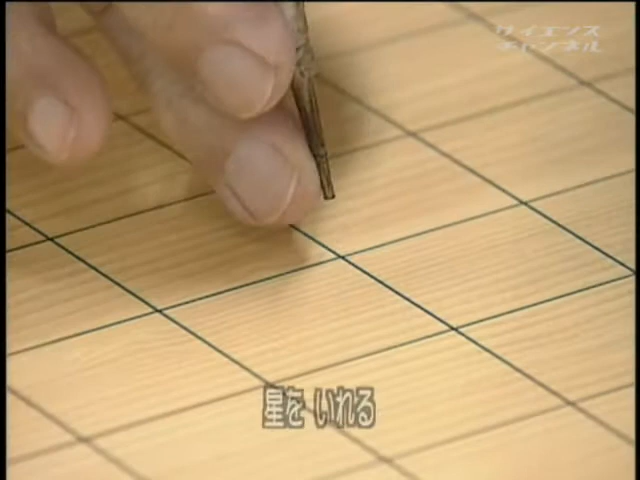 サイエンス
チャンネル
星を いれる